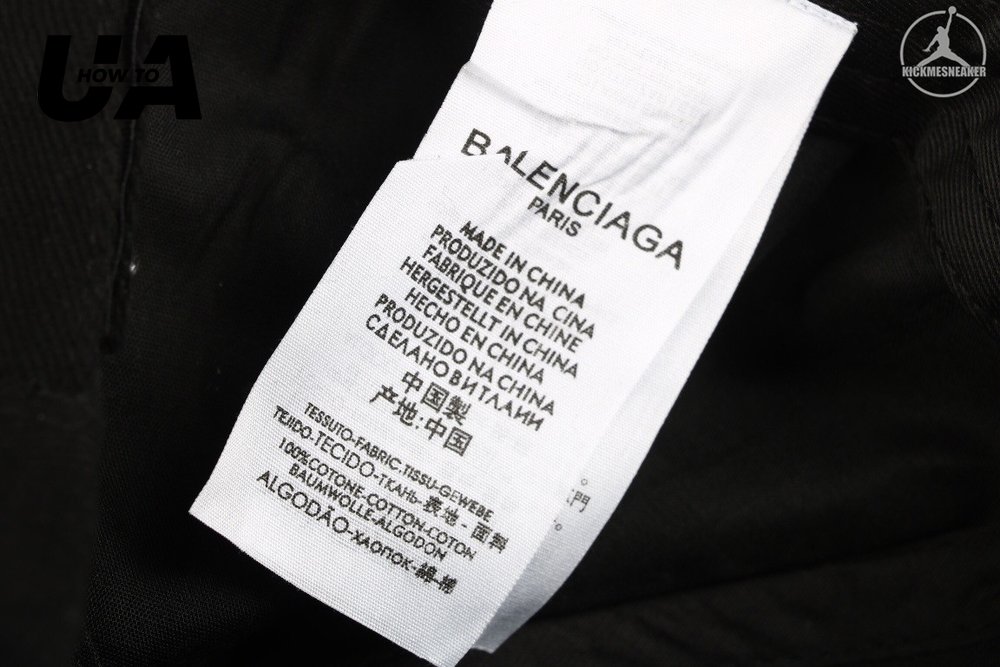 UA
HOW TO
KICKMESNEAKER
BALENCIAGA
PARIS
MADE IN CHINA
PRODUZIDO NA CINA
FABRIQUE EN CHINE
HERGESTELLT IN CHINA
HECHO EN CHINA
PRODUZIDO NA CHINA
СДЕЛАНО В ИТЛАИИ
中国製
产地:中国
TESSUTO-FABRIC.TISSU-GEWEBE
TEJIDO-TECIDO-ТКАНЬ-表地-面料
100%COTONE-COTTON-COTON
BAUMWOLLE-ALGODON
ALGODÃO-ХАОПОК-綿-棉